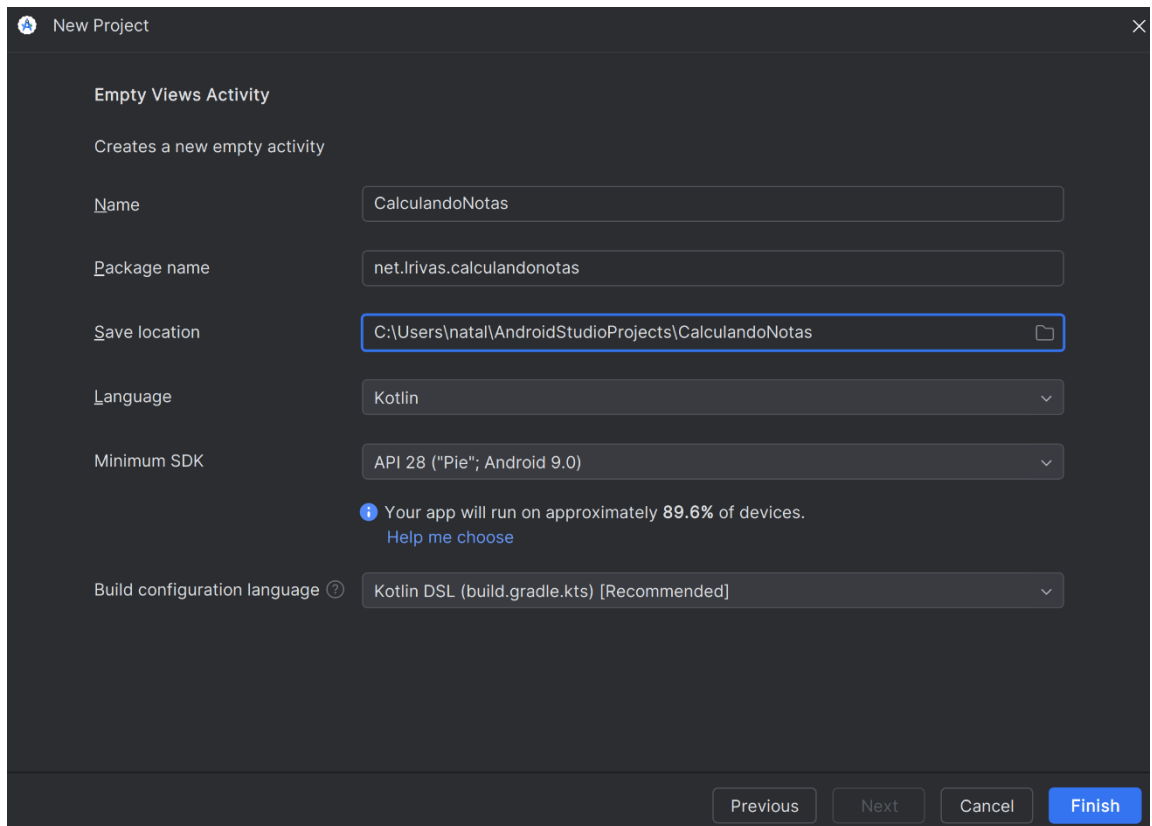 New Project
Empty Views Activity
Creates a new empty activity
Name
CalculandoNotas
Package name
net.lrivas.calculandonotas
Save location
C:\Users\natal\AndroidStudioProjects\CalculandoNotas
Language
Kotlin
Minimum SDK
API 28 ("Pie"; Android 9.0)
Your app will run on approximately 89.6% of devices.
Help me choose
Build configuration language ?
Kotlin DSL (build.gradle.kts) [Recommended]
Previous
Next
Cancel
Finish